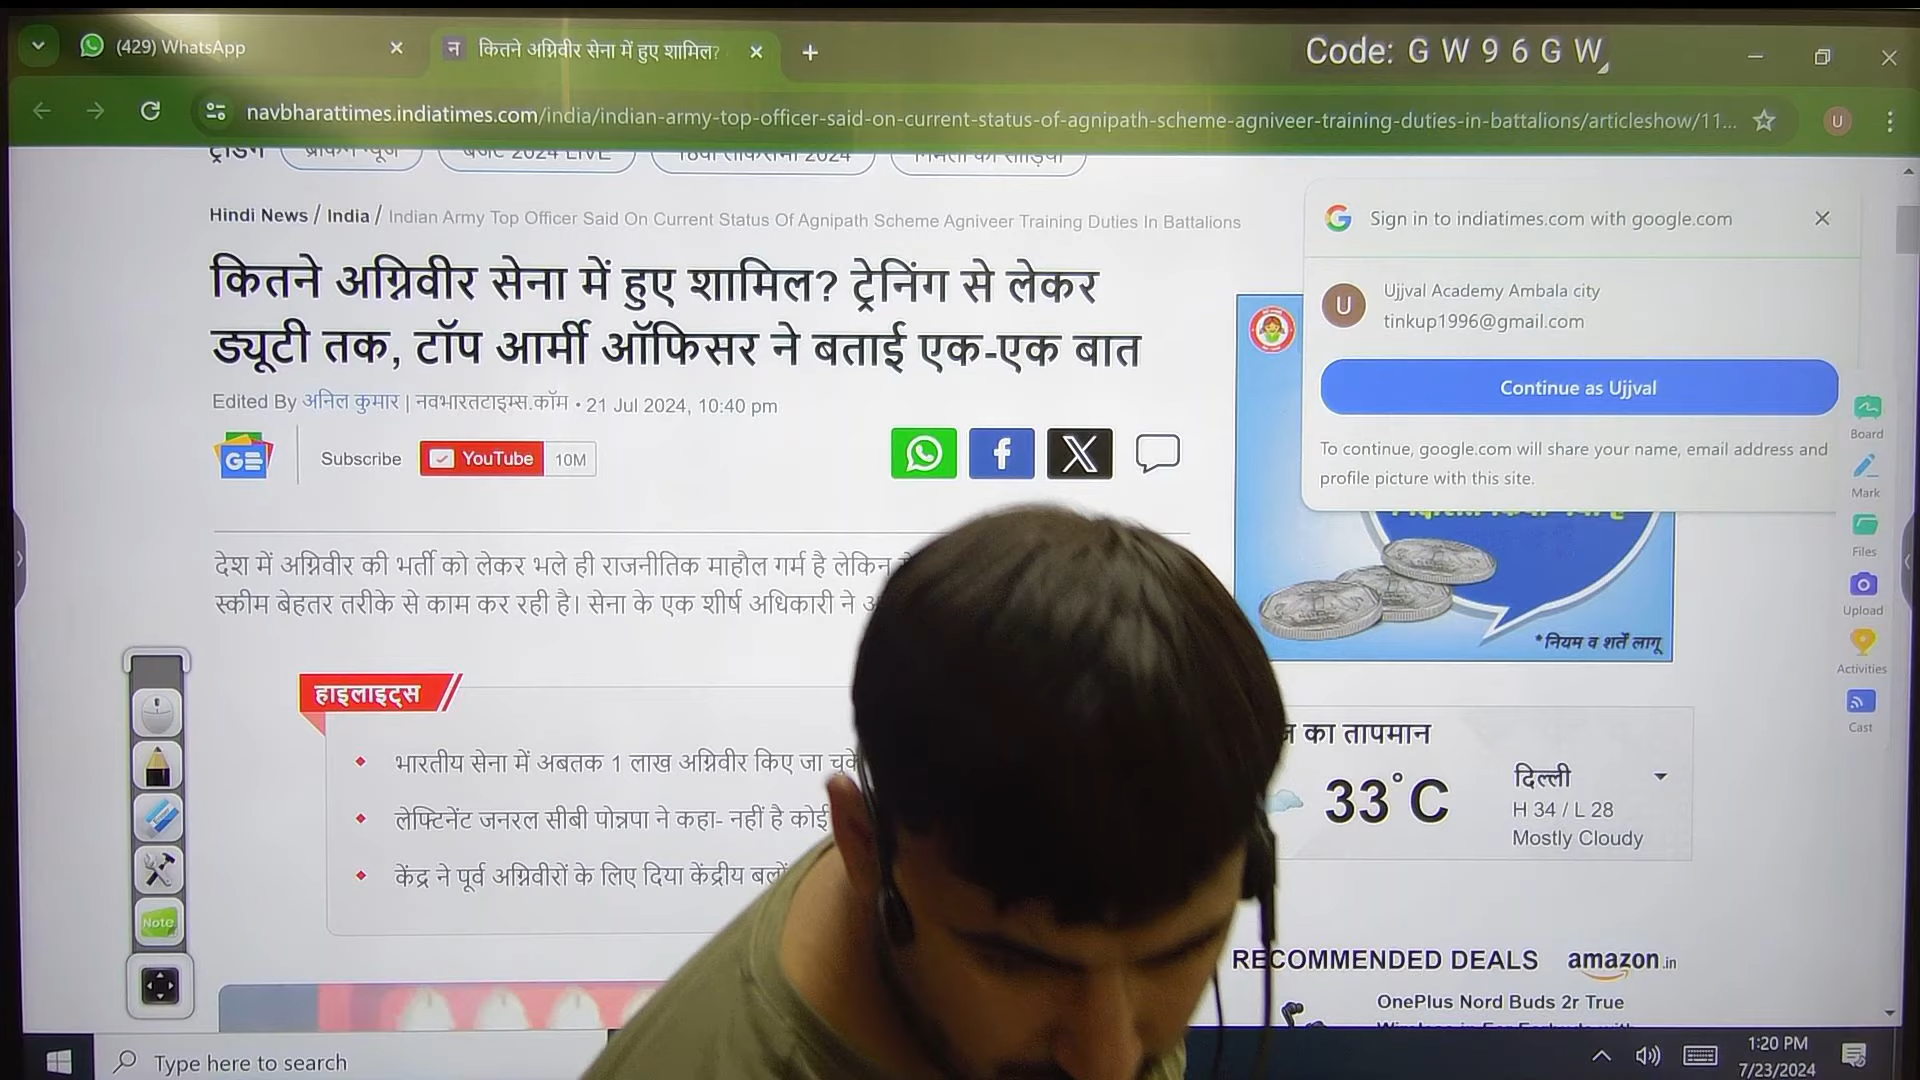 (429) WhatsApp
कितने अग्निवीर सेना में हुए शामिल?
Code: G W 9 6 G W
navbharattimes.indiatimes.com/india/indian-army-top-officer-said-on-current-status-of-agnipath-scheme-agniveer-training-duties-in-battalions/articleshow/11...
Hindi News / India / Indian Army Top Officer Said On Current Status Of Agnipath Scheme Agniveer Training Duties In Battalions
कितने अग्निवीर सेना में हुए शामिल? ट्रेनिंग से लेकर
ड्यूटी तक, टॉप आर्मी ऑफिसर ने बताई एक-एक बात
Edited By अनिल कुमार | नवभारतटाइम्स.कॉम • 21 Jul 2024, 10:40 pm
GE
Subscribe
YouTube 10M
देश में अग्निवीर की भर्ती को लेकर भले ही राजनीतिक माहौल गर्म है लेकिन
स्कीम बेहतर तरीके से काम कर रही है। सेना के एक शीर्ष अधिकारी ने
हाइलाइट्स
भारतीय सेना में अबतक 1 लाख अग्निवीर किए जा चुके
लेफ्टिनेंट जनरल सीबी पोन्नपा ने कहा- नहीं है कोई
केंद्र ने पूर्व अग्निवीरों के लिए दिया केंद्रीय बलों
Sign in to indiatimes.com with google.com
U
Ujjval Academy Ambala city
tinkup1996@gmail.com
Continue as Ujjval
To continue, google.com will share your name, email address and
profile picture with this site.
*नियम व शर्तें लागू
Board
Mark
Files
Upload
Activities
Cast
का तापमान
33°C
दिल्ली
H 34 / L 28
Mostly Cloudy
RECOMMENDED DEALS amazon.in
OnePlus Nord Buds 2r True
Note
Type here to search
1:20 PM
7/23/2024